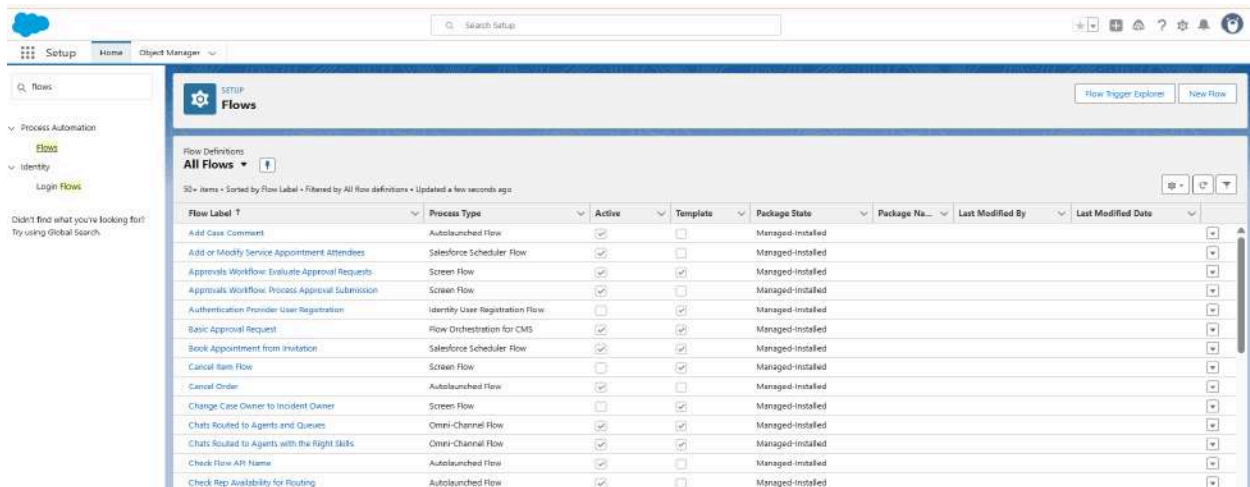 Search Setup
Setup Home Object Manager
flows
Process Automation
Flows
Identity
Login Flows
Didn't find what you're looking for?
Try using Global Search.
SETUP
Flows
Flow Trigger Explorer New Flow
Flow Definitions
All Flows
50+ items • Sorted by Flow Label • Filtered by All flow definitions • Updated a few seconds ago
Flow Label ↑ Process Type Active Template Package State Package Na... Last Modified By Last Modified Date
Add Case Comment Autolaunched Flow Managed-Installed
Add or Modify Service Appointment Attendees Salesforce Scheduler Flow Managed-Installed
Approvals Workflow: Evaluate Approval Requests Screen Flow Managed-Installed
Approvals Workflow: Process Approval Submission Screen Flow Managed-Installed
Authentication Provider User Registration Identity User Registration Flow Managed-Installed
Basic Approval Request Flow Orchestration for CMS Managed-Installed
Book Appointment from Invitation Salesforce Scheduler Flow Managed-Installed
Cancel Item Flow Screen Flow Managed-Installed
Cancel Order Autolaunched Flow Managed-Installed
Change Case Owner to Incident Owner Screen Flow Managed-Installed
Chats Routed to Agents and Queues Omni-Channel Flow Managed-Installed
Chats Routed to Agents with the Right Skills Omni-Channel Flow Managed-Installed
Check Flow API Name Autolaunched Flow Managed-Installed
Check Rep Availability for Routing Autolaunched Flow Managed-Installed